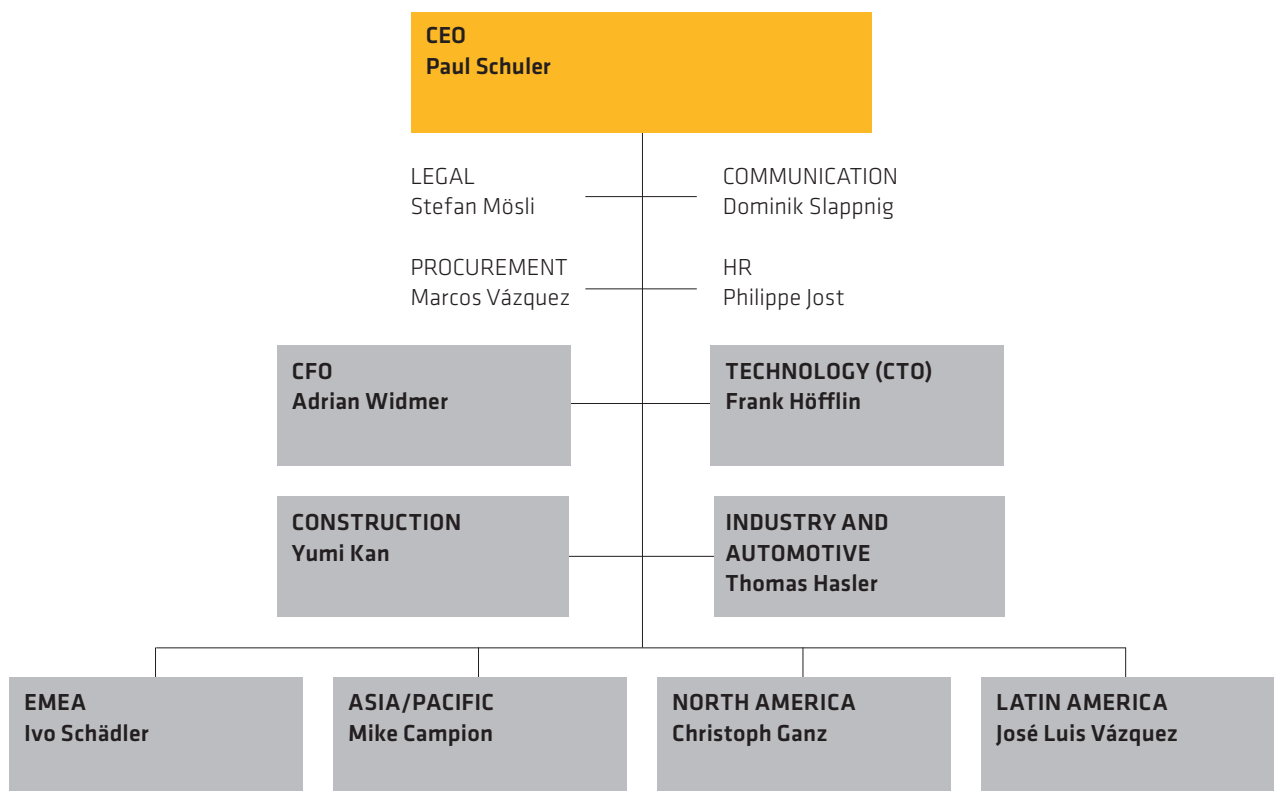 CEO
Paul Schuler
LEGAL
Stefan Mösli
COMMUNICATION
Dominik Slappnig
PROCUREMENT
Marcos Vázquez
HR
Philippe Jost
CFO
Adrian Widmer
TECHNOLOGY (CTO)
Frank Höfflin
CONSTRUCTION
Yumi Kan
INDUSTRY AND
AUTOMOTIVE
Thomas Hasler
EMEA
Ivo Schädler
ASIA/PACIFIC
Mike Campion
NORTH AMERICA
Christoph Ganz
LATIN AMERICA
José Luis Vázquez